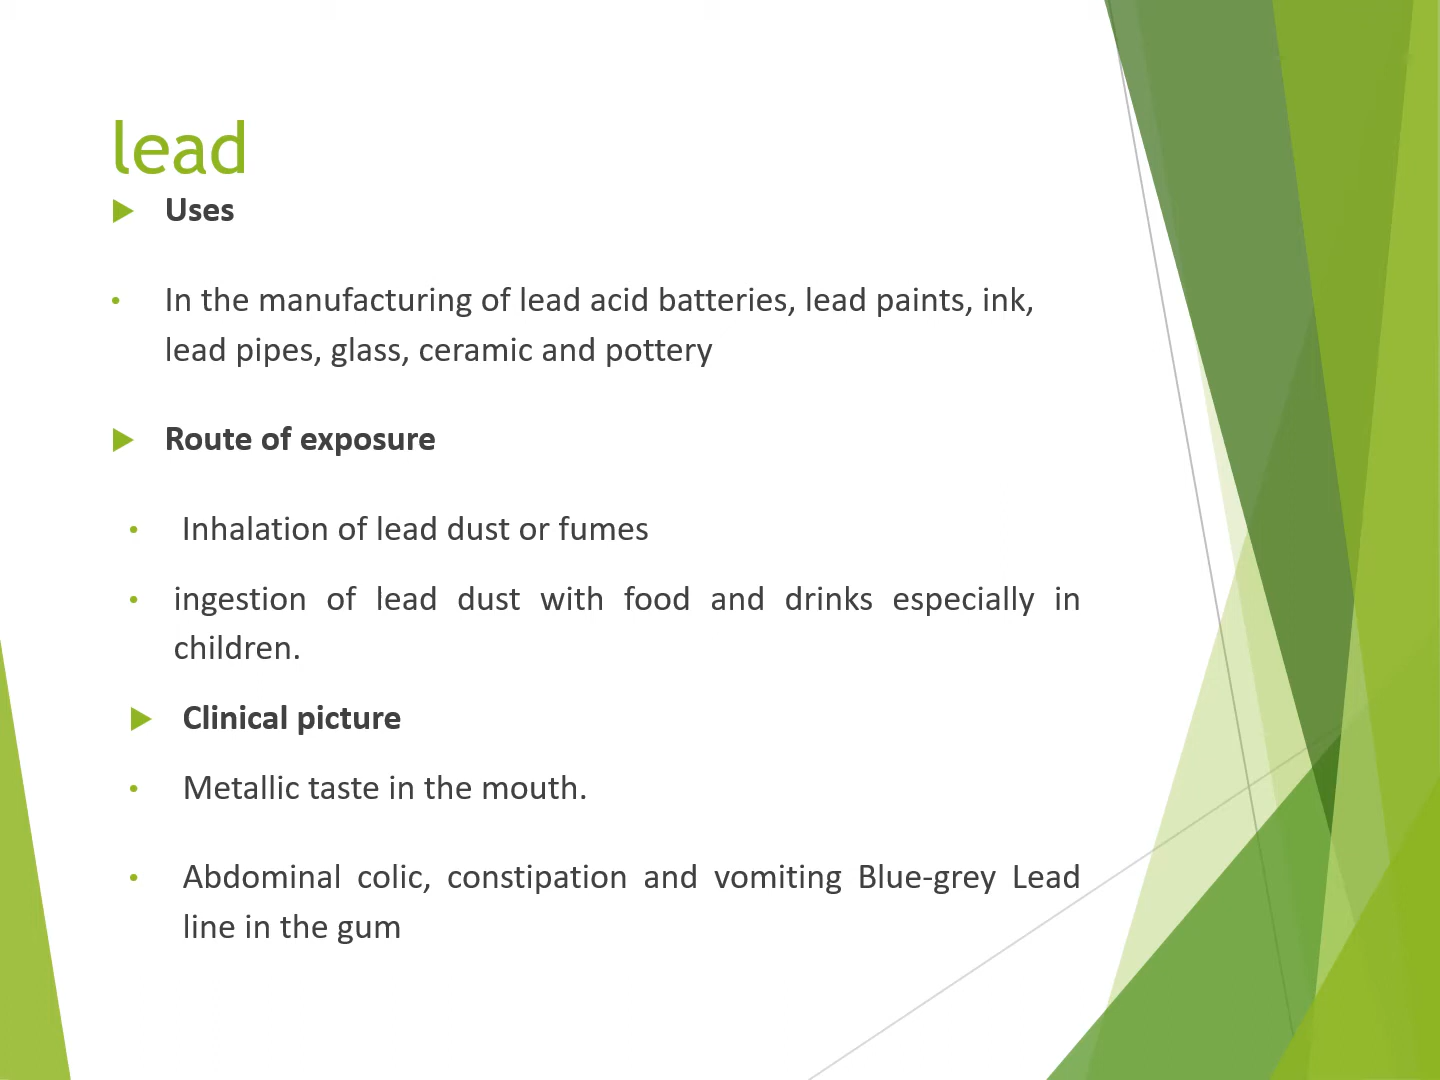 lead
Uses
In the manufacturing of lead acid batteries, lead paints, ink,
lead pipes, glass, ceramic and pottery
Route of exposure
Inhalation of lead dust or fumes
ingestion of lead dust with food and drinks especially in
children.
Clinical picture
Metallic taste in the mouth.
Abdominal colic, constipation and vomiting Blue-grey Lead
line in the gum